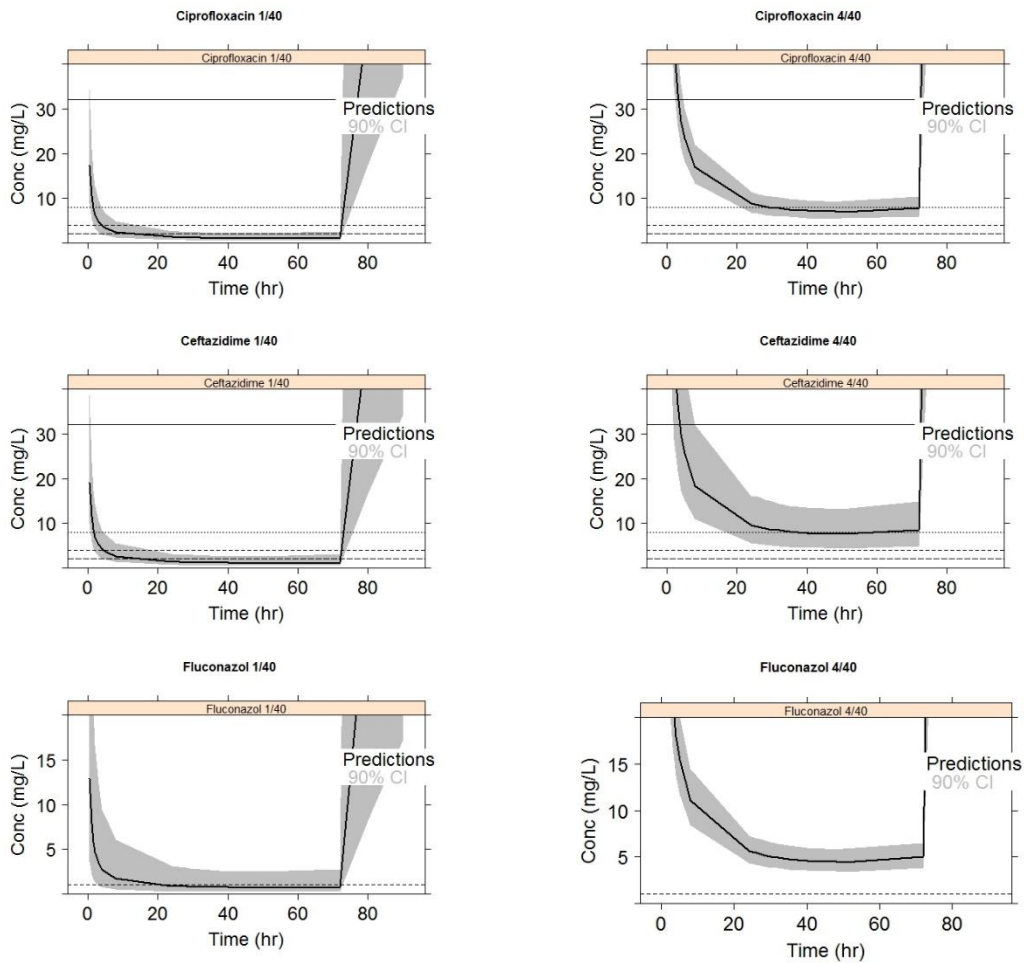 Ciprofloxacin 1/40
Ciprofloxacin 1/40
Conc (mg/L)
30
20
10
Predictions
90% CI
0 20 40 60 80
Time (hr)
Ciprofloxacin 4/40
Ciprofloxacin 4/40
Conc (mg/L)
30
20
10
Predictions
90% CI
0 20 40 60 80
Time (hr)
Ceftazidime 1/40
Ceftazidime 1/40
Conc (mg/L)
30
20
10
Predictions
90% CI
0 20 40 60 80
Time (hr)
Ceftazidime 4/40
Ceftazidime 4/40
Conc (mg/L)
30
20
10
Predictions
90% CI
0 20 40 60 80
Time (hr)
Fluconazol 1/40
Fluconazol 1/40
Conc (mg/L)
15
10
5
Predictions
90% CI
0 20 40 60 80
Time (hr)
Fluconazol 4/40
Fluconazol 4/40
Conc (mg/L)
15
10
5
Predictions
90% CI
0 20 40 60 80
Time (hr)